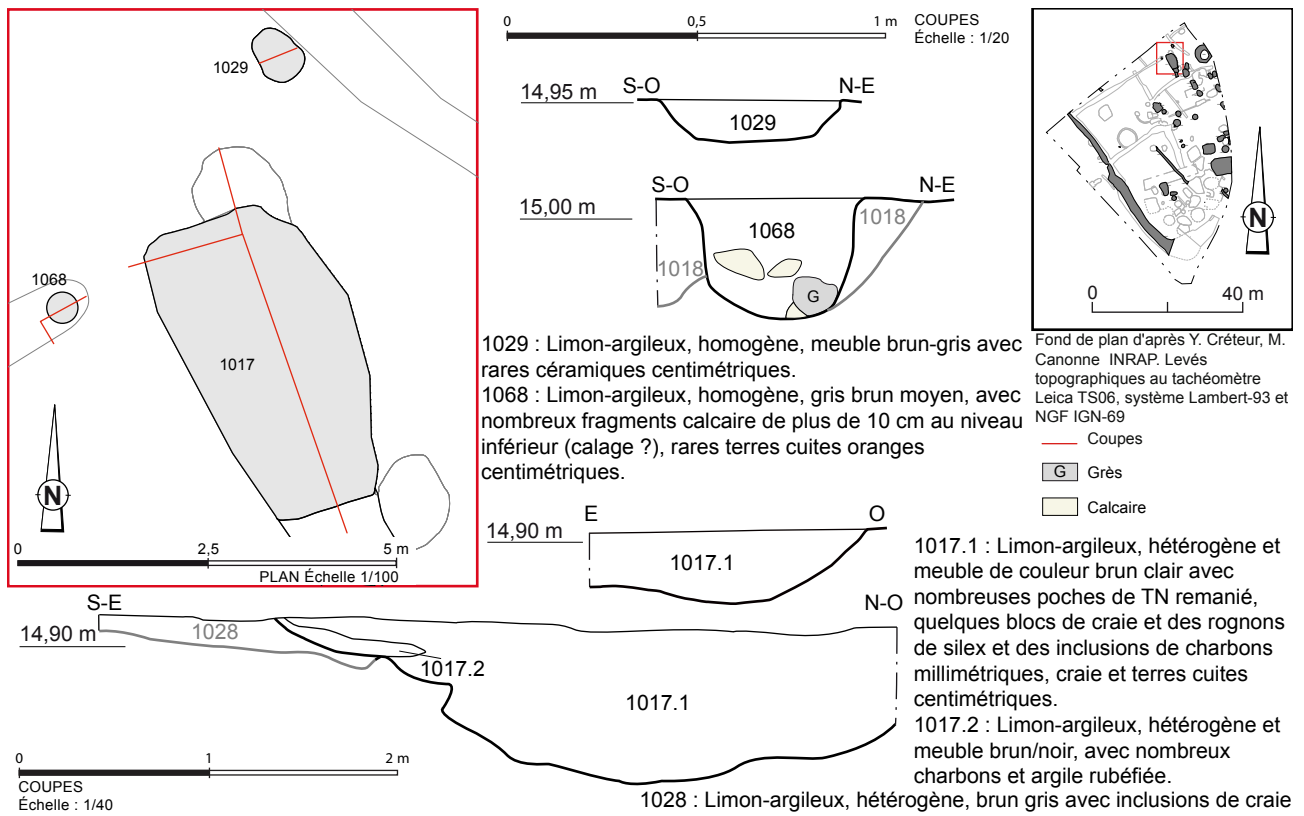 1029
1068
1017
N
0 2,5 5 m
PLAN Échelle 1/100
0 0,5 1 m
COUPES
Échelle : 1/20
14,95 m
S-O N-E
1029
S-O N-E
15,00 m
1018
1068
1018
G
N
0 40 m
Fond de plan d'après Y. Créteur, M.
Canonne INRAP. Levés
topographiques au tachéomètre
Leica TS06, système Lambert-93 et
NGF IGN-69
Coupes
G Grès
Calcaire
1029 : Limon-argileux, homogène, meuble brun-gris avec
rares céramiques centimétriques.
1068 : Limon-argileux, homogène, gris brun moyen, avec
nombreux fragments calcaire de plus de 10 cm au niveau
inférieur (calage ?), rares terres cuites oranges
centimétriques.
E O
14,90 m
1017.1
S-E N-O
14,90 m
1028
1017.2
1017.1
0 1 2 m
COUPES
Échelle : 1/40
1017.1 : Limon-argileux, hétérogène et
meuble de couleur brun clair avec
nombreuses poches de TN remanié,
quelques blocs de craie et des rognons
de silex et des inclusions de charbons
millimétriques, craie et terres cuites
centimétriques.
1017.2 : Limon-argileux, hétérogène et
meuble brun/noir, avec nombreux
charbons et argile rubéfiée.
1028 : Limon-argileux, hétérogène, brun gris avec inclusions de craie